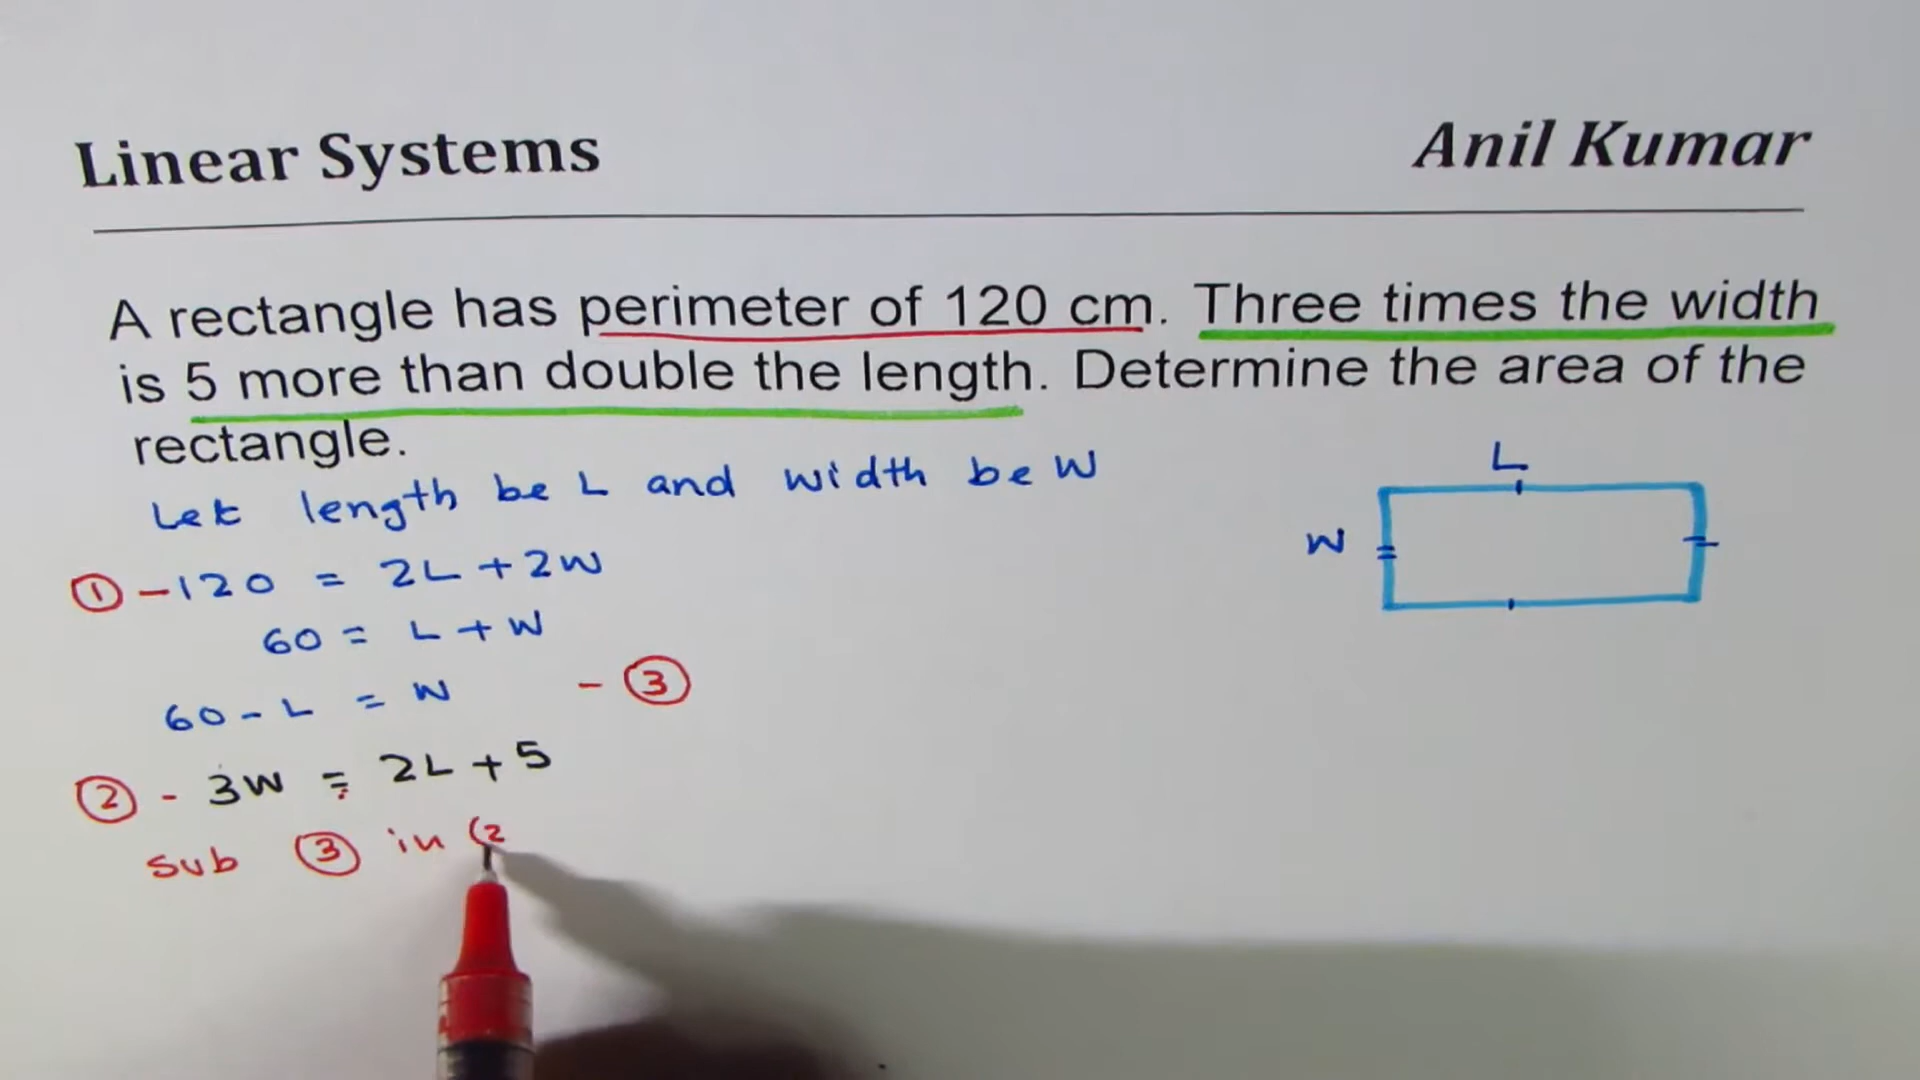 Linear Systems
Anil Kumar
A rectangle has perimeter of 120 cm. Three times the width
is 5 more than double the length. Determine the area of the
rectangle.
Let length be L and width be W
L
W
① - 120 = 2L + 2W
60 = L + W
60 - L = W - ③
② - 3W = 2L + 5
Sub ③ in (2